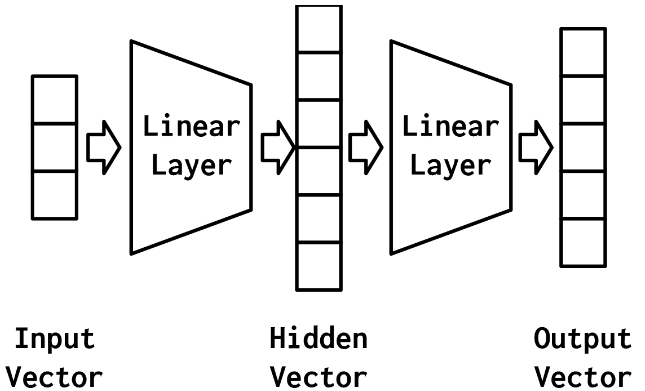 Linear
Layer
Linear
Layer
Input
Vector
Hidden
Vector
Output
Vector